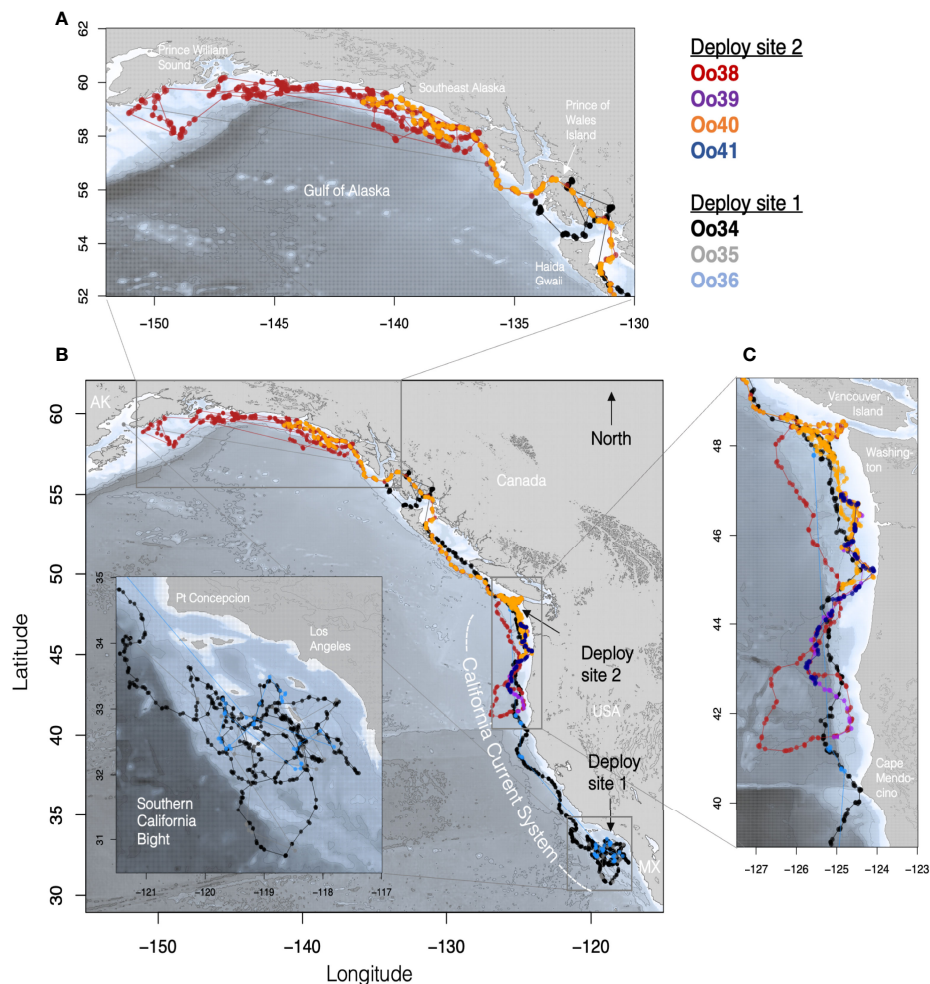 A
62
60
58
56
54
52
Prince William
Sound
Southeast Alaska
Prince of
Wales
Island
Gulf of Alaska
Haida
Gwaii
−150
−145
−140
−135
−130
Deploy site 2
Oo38
Oo39
Oo40
Oo41
Deploy site 1
Oo34
Oo35
Oo36
B
AK
North
Canada
Deploy
site 2
USA
Deploy
site 1
MX
California Current System
Latitude
60
55
50
45
40
35
30
−150
−140
−130
−120
Longitude
35
34
33
32
31
Pt Concepcion
Los
Angeles
Southern
California
Bight
−121
−120
−119
−118
−117
C
Vancouver
Island
Washing-
ton
Cape
Mendo-
cino
48
46
44
42
40
−127
−126
−125
−124
−123